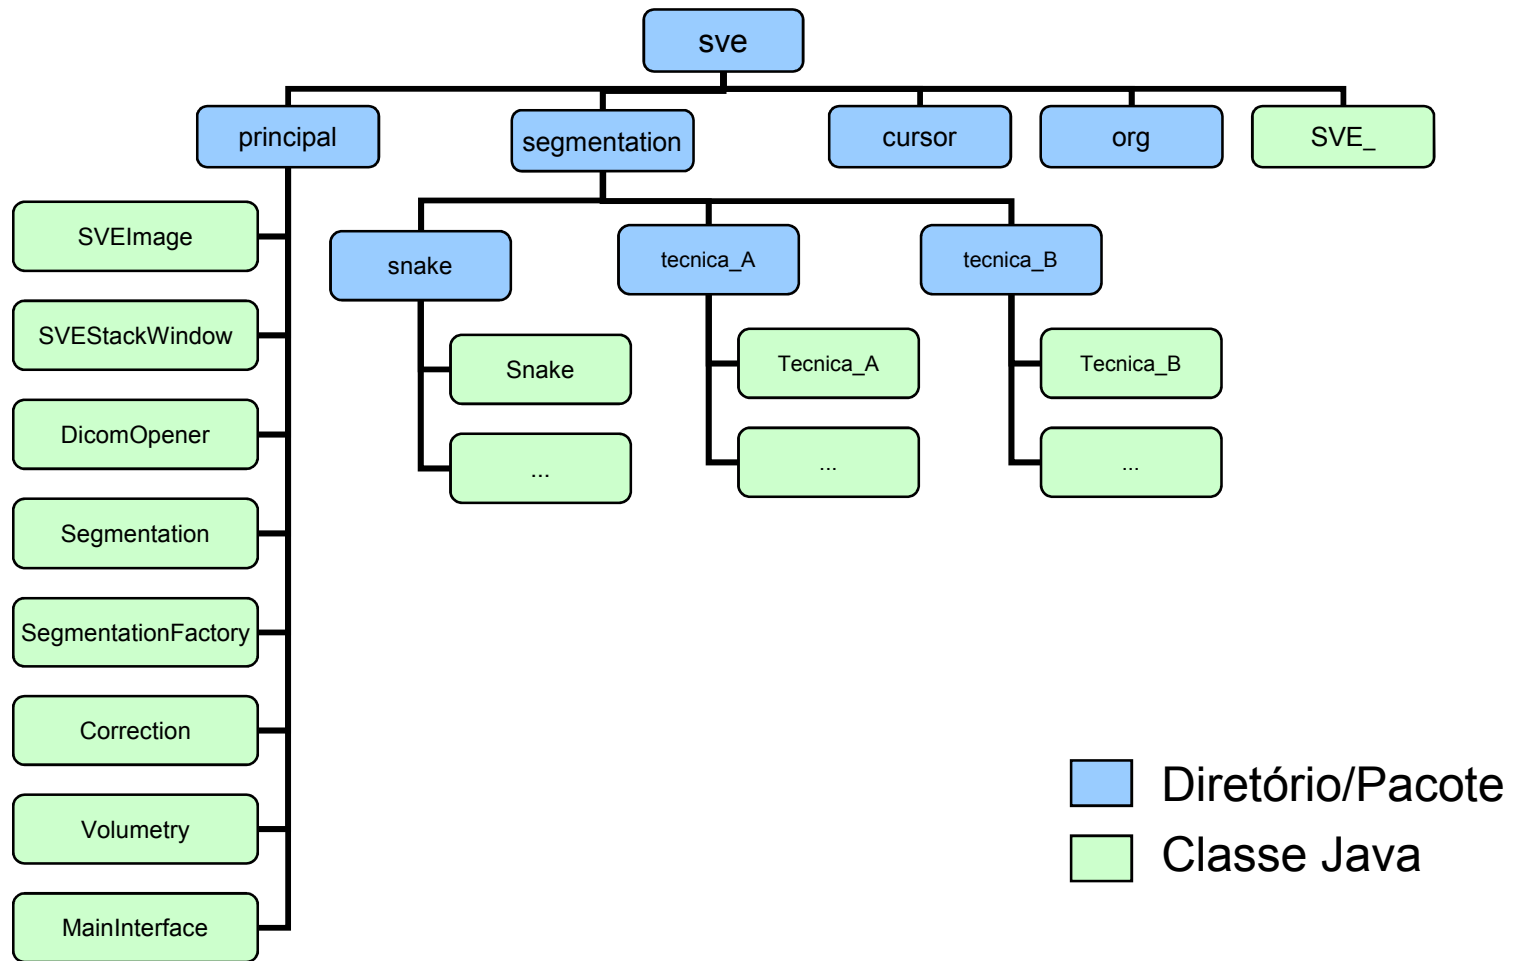 sve
principal
segmentation
cursor
org
SVE_
SVEImage
snake
tecnica_A
tecnica_B
SVEStackWindow
Snake
Tecnica_A
Tecnica_B
DicomOpener
...
...
...
Segmentation
SegmentationFactory
Correction
Volumetry
MainInterface
Diretório/Pacote
Classe Java